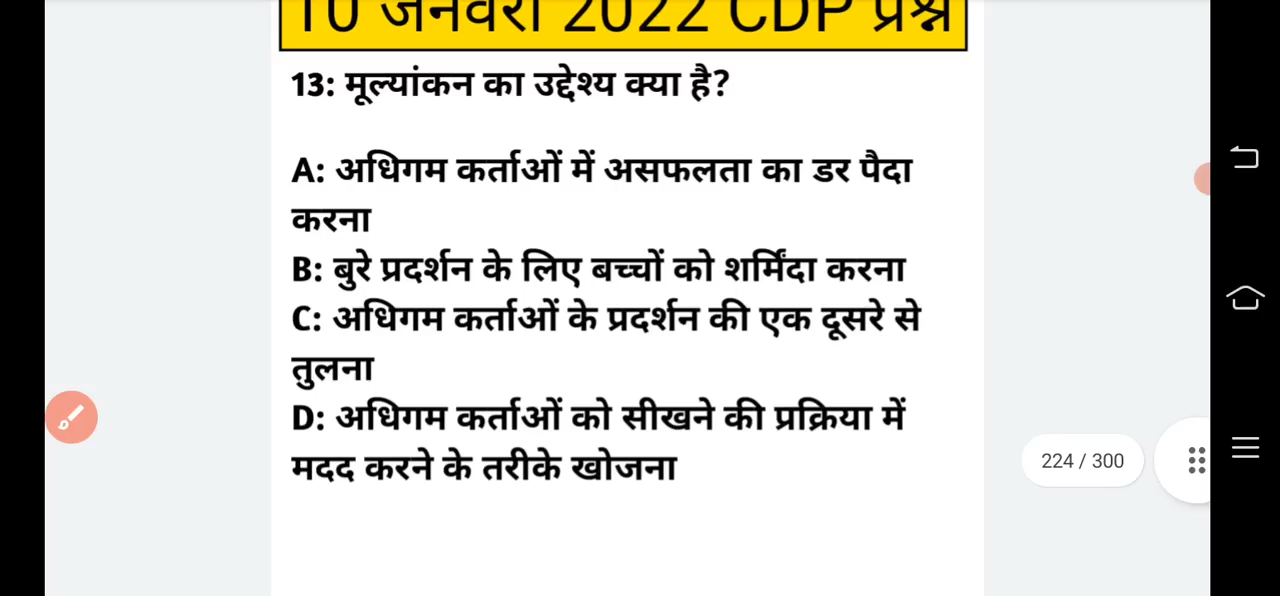 10 जनवरी 2022 CDP प्रश्न
13: मूल्यांकन का उद्देश्य क्या है?
A: अधिगम कर्ताओं में असफलता का डर पैदा
करना
B: बुरे प्रदर्शन के लिए बच्चों को शर्मिंदा करना
C: अधिगम कर्ताओं के प्रदर्शन की एक दूसरे से
तुलना
D: अधिगम कर्ताओं को सीखने की प्रक्रिया में
मदद करने के तरीके खोजना
224 / 300